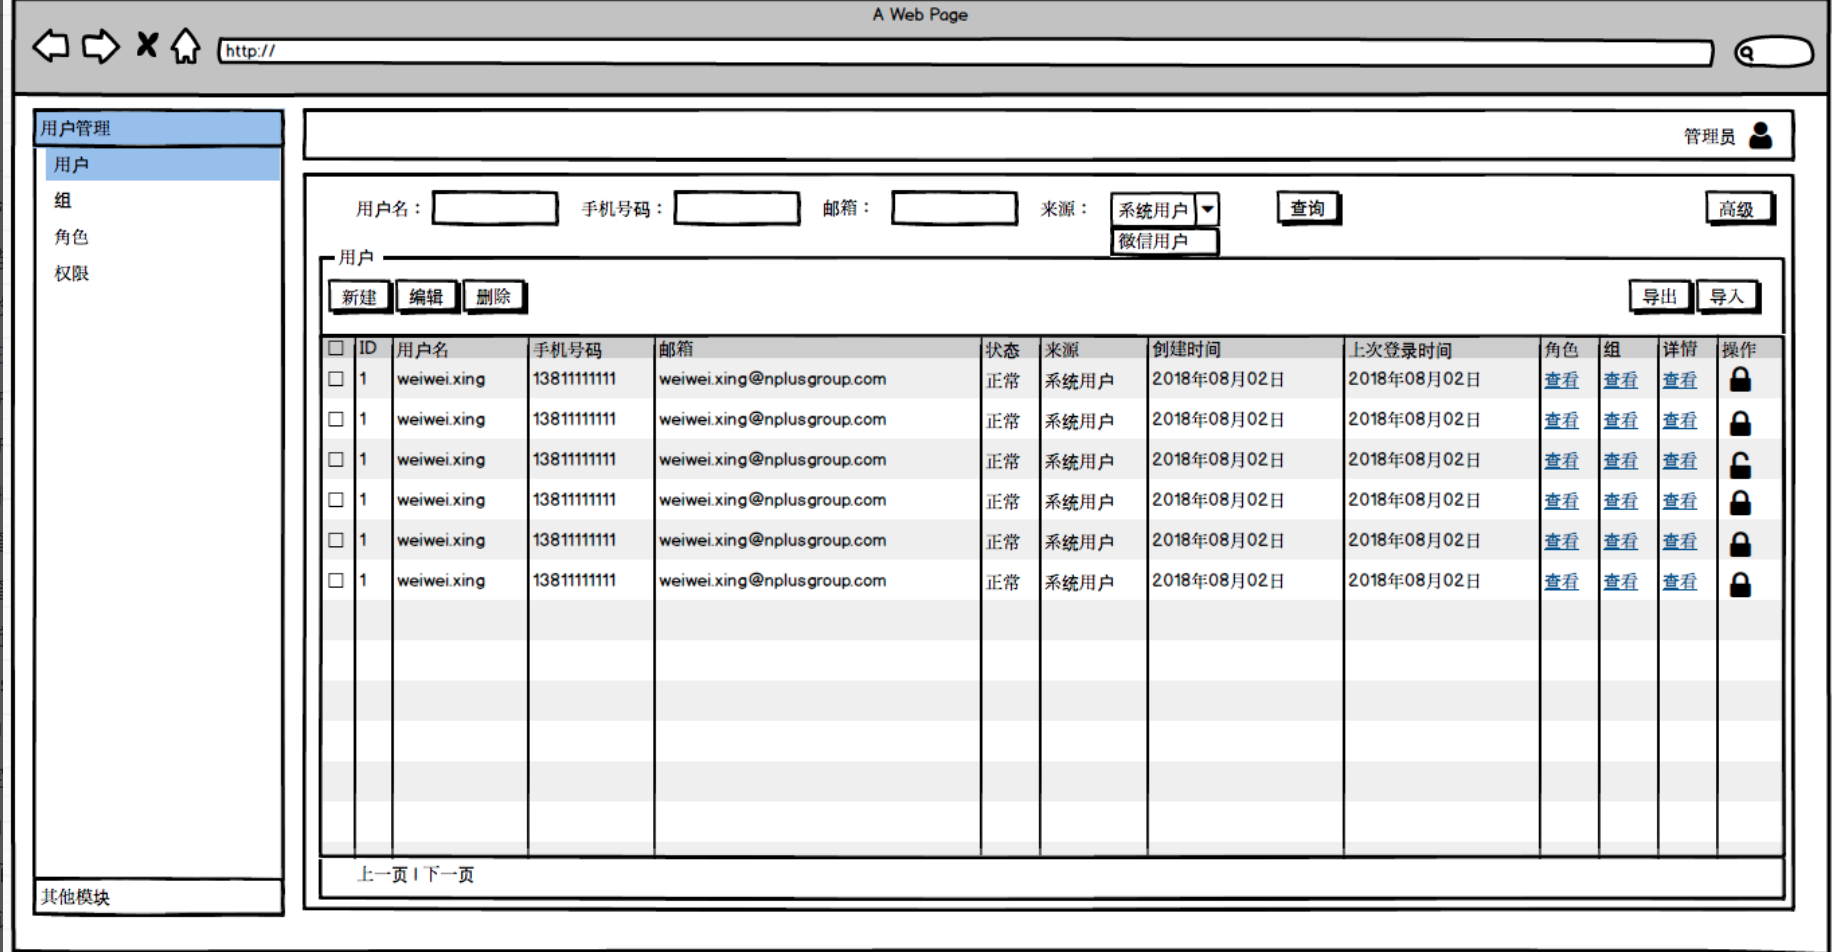 A Web Page
http://
用户管理
用户
组
角色
权限
其他模块
管理员
用户名： 手机号码： 邮箱： 来源： 系统用户 查询 高级
微信用户
用户
新建 编辑 删除 导出 导入
ID 用户名 手机号码 邮箱 状态 来源 创建时间 上次登录时间 角色 组 详情 操作
1 weiwei.xing 13811111111 weiwei.xing@nplusgroup.com 正常 系统用户 2018年08月02日 2018年08月02日 查看 查看 查看
1 weiwei.xing 13811111111 weiwei.xing@nplusgroup.com 正常 系统用户 2018年08月02日 2018年08月02日 查看 查看 查看
1 weiwei.xing 13811111111 weiwei.xing@nplusgroup.com 正常 系统用户 2018年08月02日 2018年08月02日 查看 查看 查看
1 weiwei.xing 13811111111 weiwei.xing@nplusgroup.com 正常 系统用户 2018年08月02日 2018年08月02日 查看 查看 查看
1 weiwei.xing 13811111111 weiwei.xing@nplusgroup.com 正常 系统用户 2018年08月02日 2018年08月02日 查看 查看 查看
1 weiwei.xing 13811111111 weiwei.xing@nplusgroup.com 正常 系统用户 2018年08月02日 2018年08月02日 查看 查看 查看
上一页 | 下一页